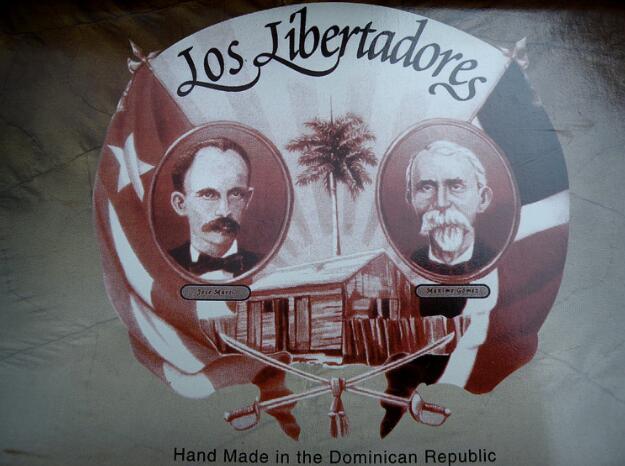 Los Libertadores
José Martí
Máximo Gómez
Hand Made in the Dominican Republic